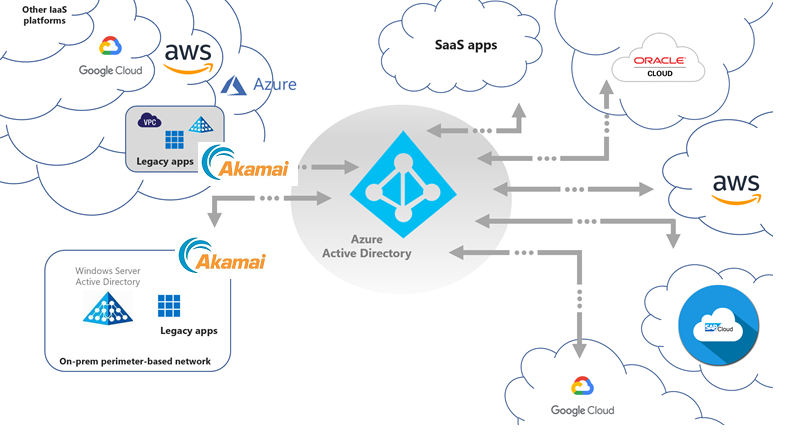 Other IaaS
platforms
Google Cloud
aws
Azure
VPC
Legacy apps
Akamai
SaaS apps
ORACLE
CLOUD
aws
Azure
Active Directory
Akamai
Windows Server
Active Directory
Legacy apps
On-prem perimeter-based network
SAP Cloud
Google Cloud